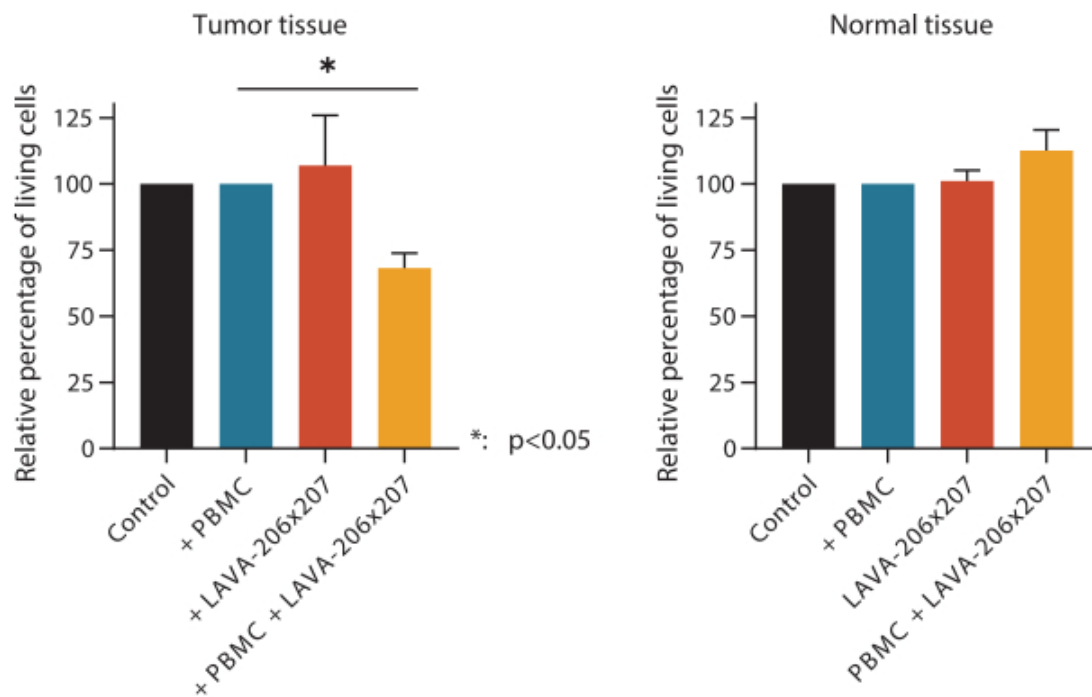 Tumor tissue
*
Relative percentage of living cells
125
100
75
50
25
0
Control
+ PBMC
+ LAVA-206x207
+ PBMC + LAVA-206x207
*: p<0.05
Normal tissue
Relative percentage of living cells
125
100
75
50
25
0
Control
+ PBMC
LAVA-206x207
PBMC + LAVA-206x207